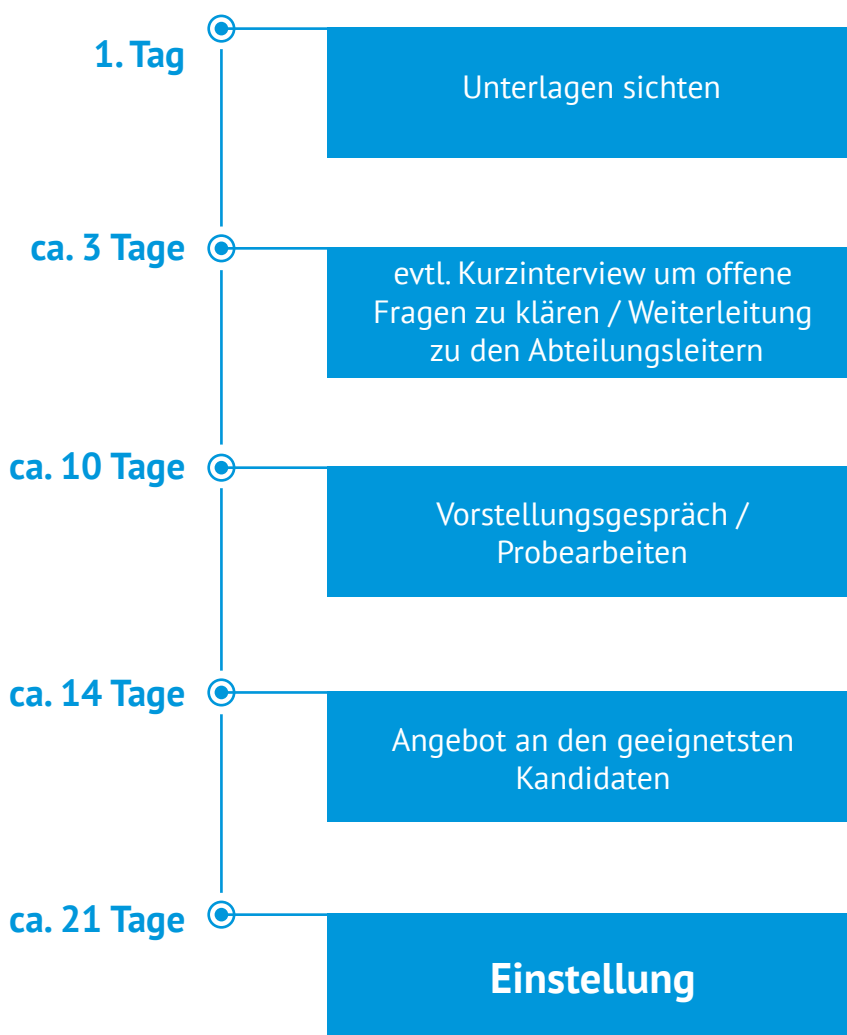 1. Tag
Unterlagen sichten
ca. 3 Tage
evtl. Kurzinterview um offene
Fragen zu klären / Weiterleitung
zu den Abteilungsleitern
ca. 10 Tage
Vorstellungsgespräch /
Probearbeiten
ca. 14 Tage
Angebot an den geeignetsten
Kandidaten
ca. 21 Tage
Einstellung